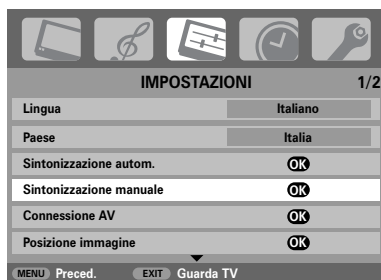 IMPOSTAZIONI 1/2
Lingua Italiano
Paese Italia
Sintonizzazione autom. OK
Sintonizzazione manuale OK
Connessione AV OK
Posizione immagine OK
MENU Preced. EXIT Guarda TV